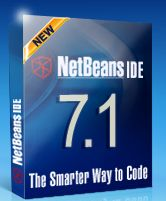 NEW
NetBeans IDE
7.1
The Smarter Way to Code